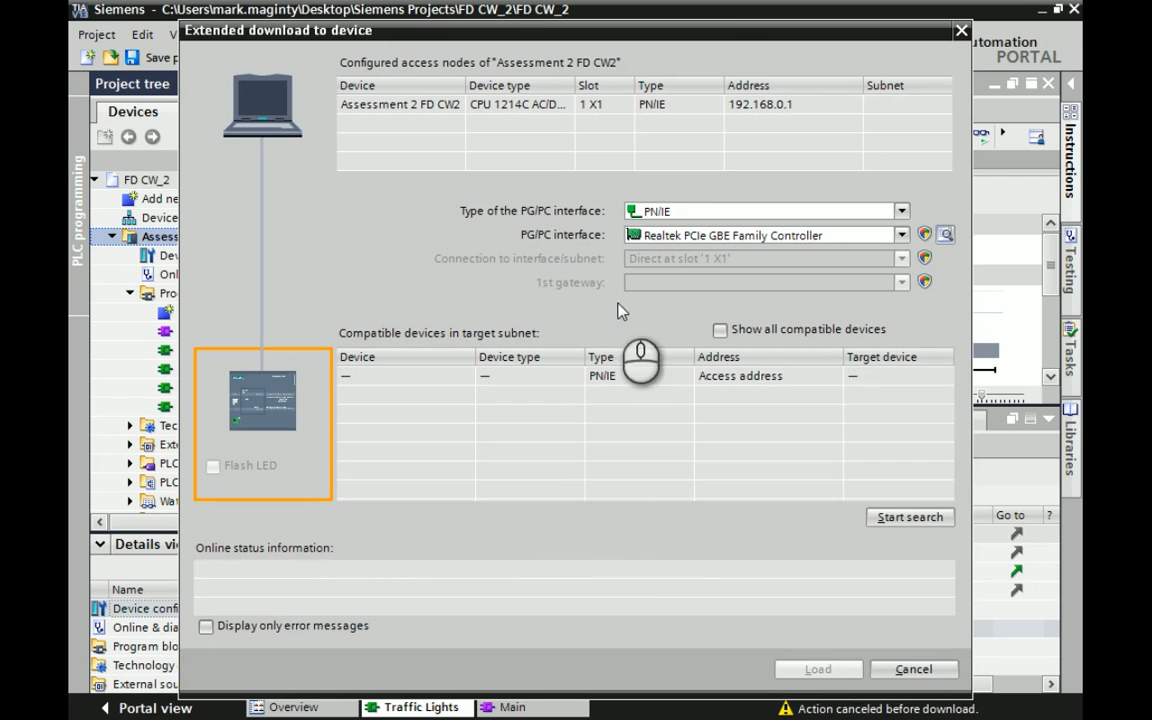 Siemens - C:\Users\mark.maginty\Desktop\Siemens Projects\FD CW_2\FD CW_2
Project Edit
Extended download to device
Save p
utomation
PORTAL
Project tree
Devices
PLC programming
FD CW_2
Add ne
Device
Assess
Dev
Onl
Pro
Tec
Exte
PLC
PLC
Wat
Details vi
Name
Device confi
Online & dia
Program blo
Technology
External sou
Configured access nodes of "Assessment 2 FD CW2"
Device Device type Slot Type Address Subnet
Assessment 2 FD CW2 CPU 1214C AC/D... 1 X1 PN/IE 192.168.0.1
Type of the PG/PC interface: PN/IE
PG/PC interface: Realtek PCIe GBE Family Controller
Connection to interface/subnet: Direct at slot '1 X1'
1st gateway:
Compatible devices in target subnet:
Show all compatible devices
Device Device type Type Address Target device
— — PN/IE Access address —
Flash LED
Start search
Online status information:
Display only error messages
Load Cancel
Instructions
Testing
Tasks
Libraries
Go to ?
Portal view Overview Traffic Lights Main Action canceled before download.